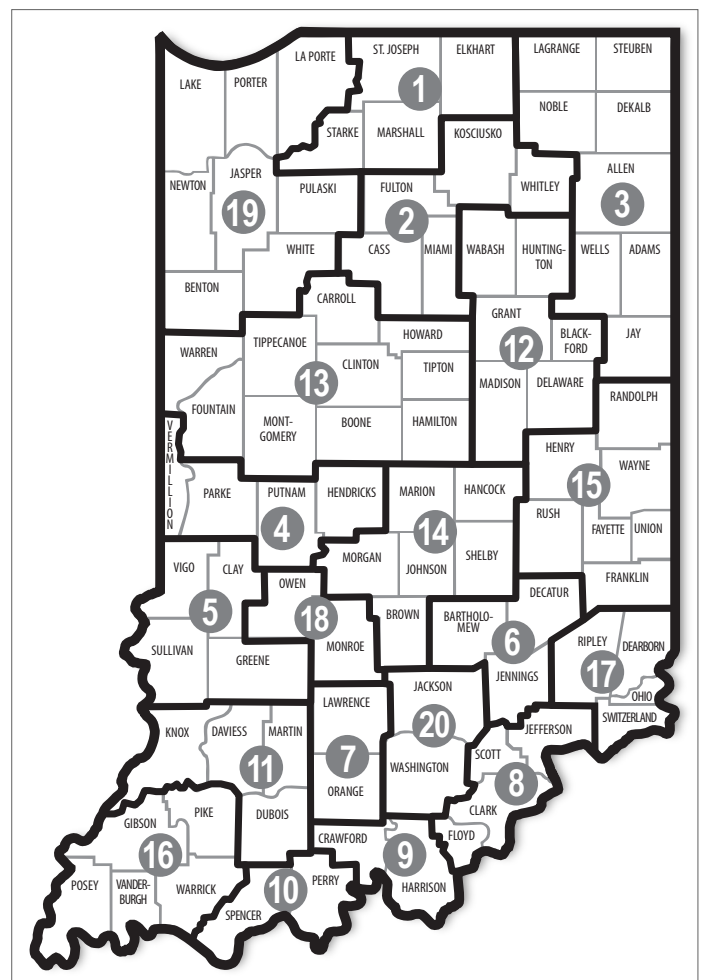 ST. JOSEPH
ELKHART
LAGRANGE
STEUBEN
LA PORTE
LAKE
PORTER
1
NOBLE
DEKALB
STARKE
MARSHALL
KOSCIUSKO
ALLEN
JASPER
NEWTON
PULASKI
FULTON
WHITLEY
19
2
3
WHITE
CASS
MIAMI
WABASH
HUNTING-
TON
WELLS
ADAMS
BENTON
CARROLL
GRANT
TIPPECANOE
HOWARD
BLACK-
FORD
JAY
WARREN
12
CLINTON
TIPTON
13
MADISON
DELAWARE
RANDOLPH
FOUNTAIN
MONT-
GOMERY
BOONE
HAMILTON
VERMILLION
HENRY
WAYNE
PARKE
PUTNAM
HENDRICKS
MARION
HANCOCK
15
4
14
RUSH
FAYETTE
UNION
MORGAN
JOHNSON
SHELBY
VIGO
CLAY
FRANKLIN
OWEN
DECATUR
5
18
BROWN
BARTHOLO-
MEW
6
RIPLEY
DEARBORN
SULLIVAN
MONROE
GREENE
JENNINGS
17
JACKSON
OHIO
LAWRENCE
SWITZERLAND
KNOX
DAVIESS
MARTIN
20
JEFFERSON
SCOTT
11
7
WASHINGTON
8
ORANGE
PIKE
DUBOIS
GIBSON
CLARK
CRAWFORD
FLOYD
16
9
POSEY
VANDER-
BURGH
WARRICK
10
PERRY
HARRISON
SPENCER